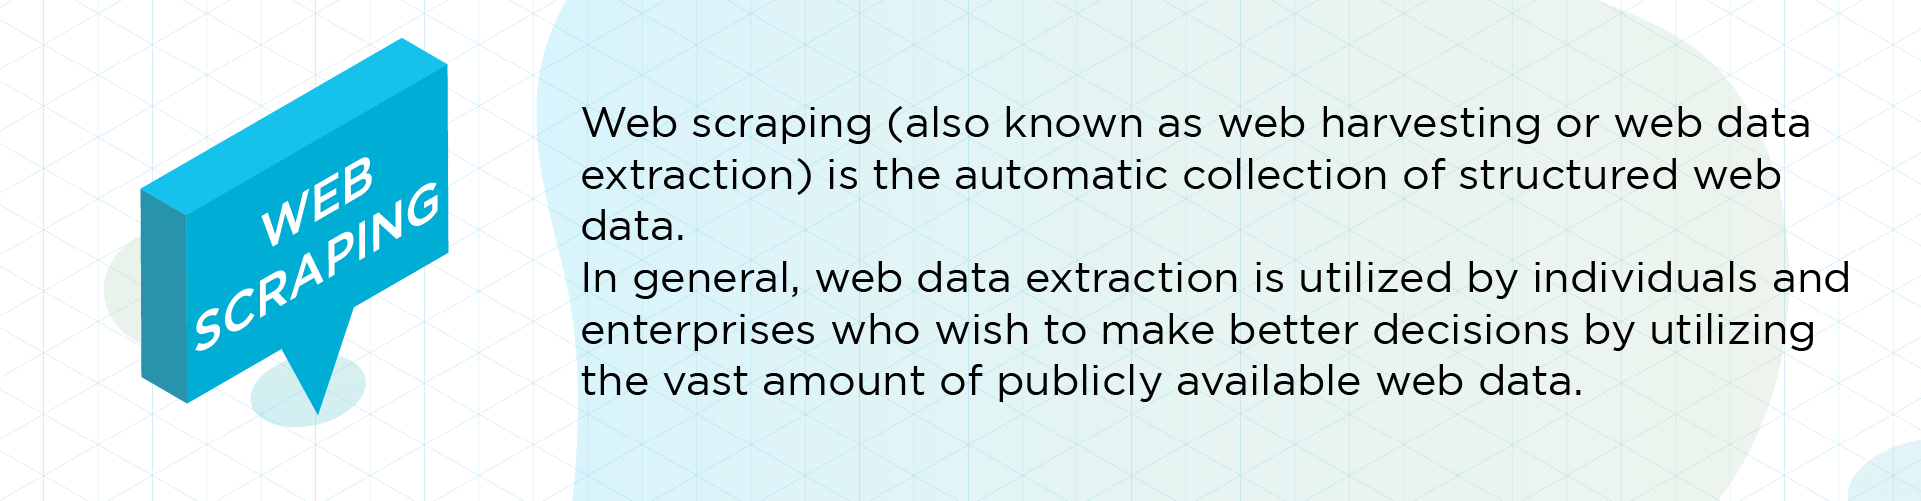 WEB
SCRAPING
Web scraping (also known as web harvesting or web data
extraction) is the automatic collection of structured web
data.
In general, web data extraction is utilized by individuals and
enterprises who wish to make better decisions by utilizing
the vast amount of publicly available web data.